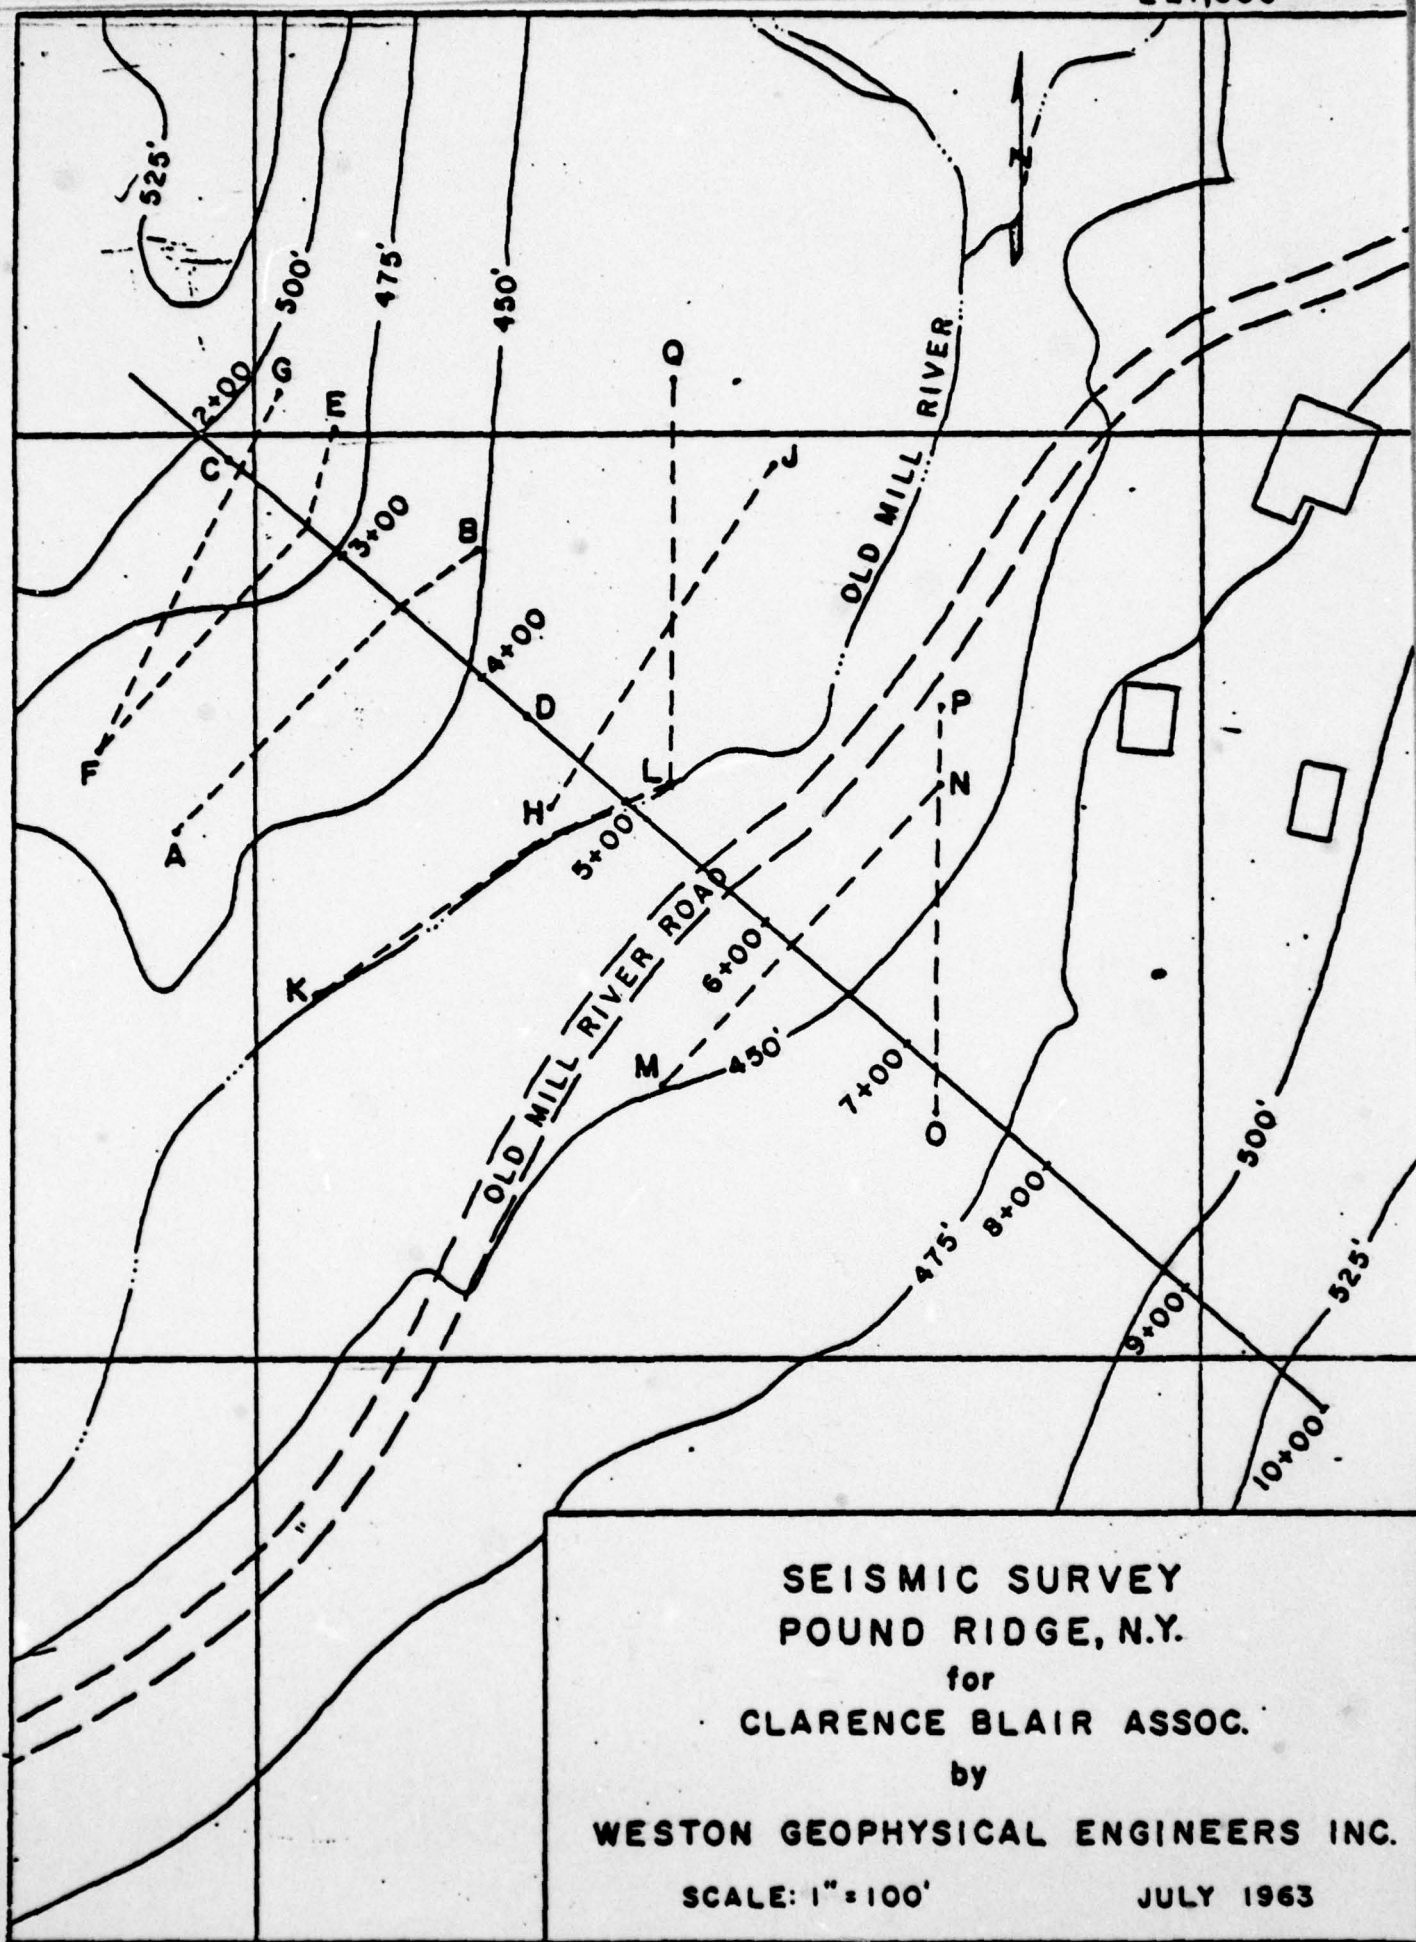 N
525'
500'
475'
450'
G
E
2+00
C
O
J
OLD MILL RIVER
3+00
B
4+00
D
P
F
L
N
H
A
5+00
K
OLD MILL RIVER ROAD
6+00
M
450'
7+00
O
500'
8+00
475'
525'
9+00
10+00
SEISMIC SURVEY
POUND RIDGE, N.Y.
for
CLARENCE BLAIR ASSOC.
by
WESTON GEOPHYSICAL ENGINEERS INC.
SCALE: 1" = 100' JULY 1963